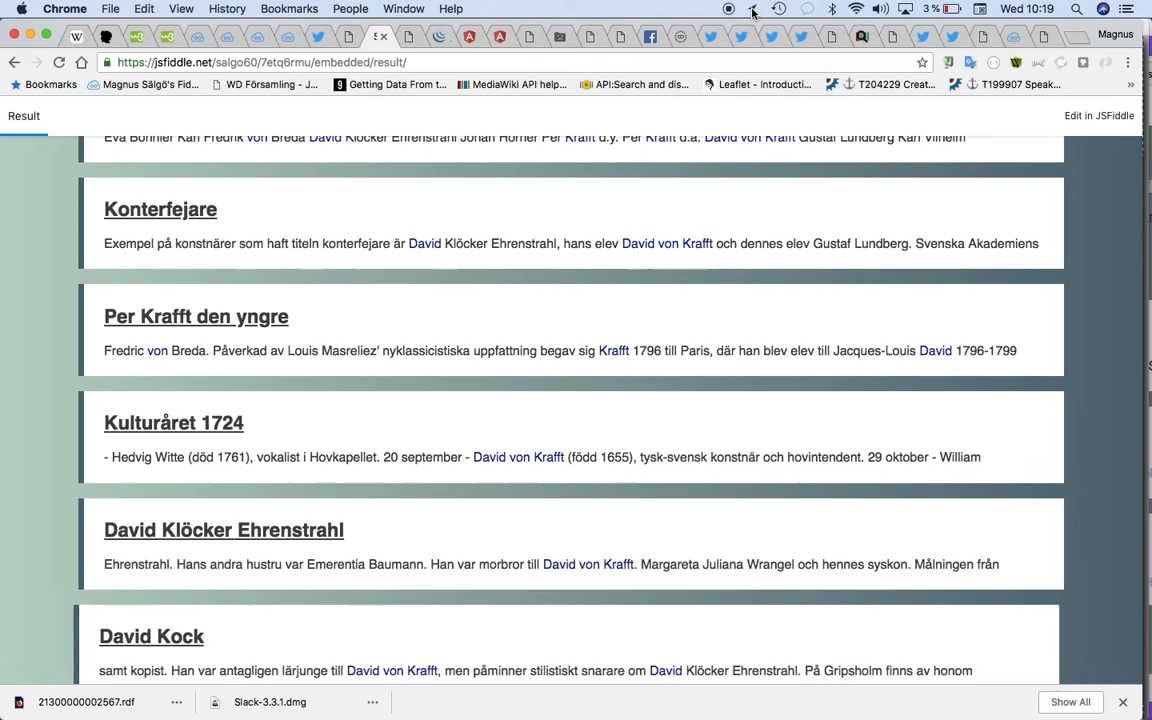 Chrome File Edit View History Bookmarks People Window Help 3% Wed 10:19
Magnus
https://jsfiddle.net/salgo60/7etq6rmu/embedded/result/
Bookmarks Magnus Sälgö's Fid... WD Församling - J... Getting Data From t... MediaWiki API help... API:Search and dis... Leaflet - Introducti... T204229 Creat... T199907 Speak... »
Result Edit in JSFiddle
Eva Bonnier Karl Fredrik von Breda David Klöcker Ehrenstrahl Johan Hörner Per Krafft d.y. Per Krafft d.ä. David von Krafft Gustaf Lundberg Karl Vilhelm
Konterfejare
Exempel på konstnärer som haft titeln konterfejare är David Klöcker Ehrenstrahl, hans elev David von Krafft och dennes elev Gustaf Lundberg. Svenska Akademiens
Per Krafft den yngre
Fredric von Breda. Påverkad av Louis Masreliez' nyklassicistiska uppfattning begav sig Krafft 1796 till Paris, där han blev elev till Jacques-Louis David 1796-1799
Kulturåret 1724
- Hedvig Witte (död 1761), vokalist i Hovkapellet. 20 september - David von Krafft (född 1655), tysk-svensk konstnär och hovintendent. 29 oktober - William
David Klöcker Ehrenstrahl
Ehrenstrahl. Hans andra hustru var Emerentia Baumann. Han var morbror till David von Krafft. Margareta Juliana Wrangel och hennes syskon. Målningen från
David Kock
samt kopist. Han var antagligen lärjunge till David von Krafft, men påminner stilistiskt snarare om David Klöcker Ehrenstrahl. På Gripsholm finns av honom
21300000002567.rdf Slack-3.3.1.dmg Show All